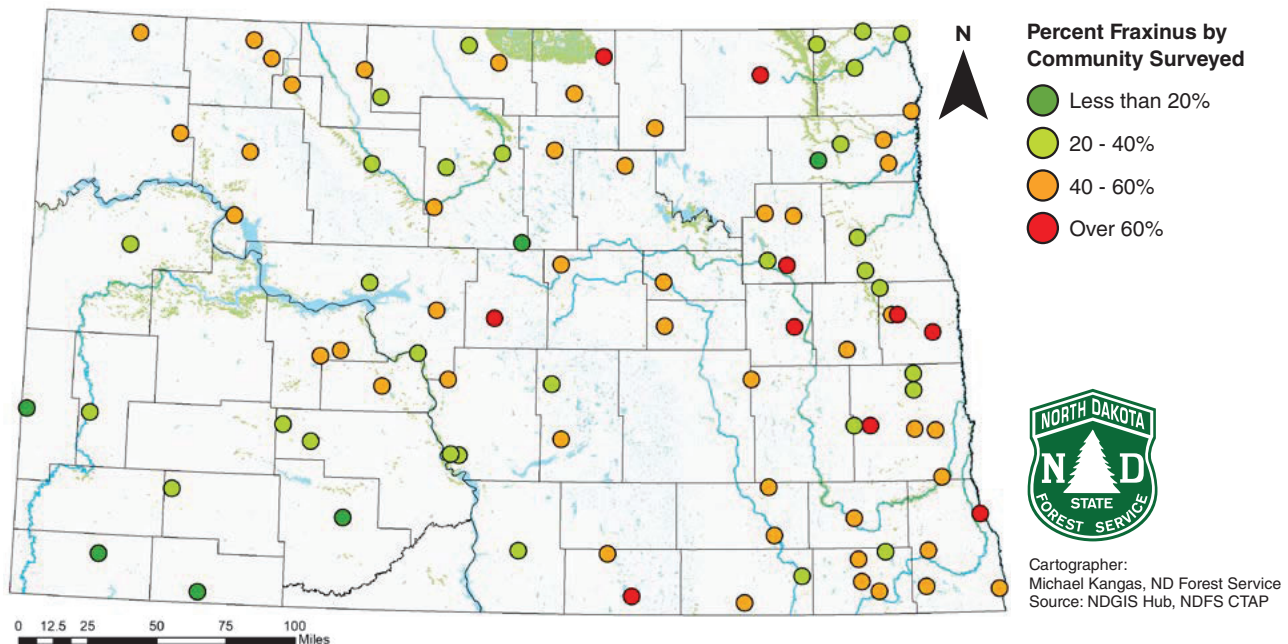 N
Percent Fraxinus by
Community Surveyed
Less than 20%
20 - 40%
40 - 60%
Over 60%
NORTH DAKOTA
N D
STATE
FOREST SERVICE
Cartographer:
Michael Kangas, ND Forest Service
Source: NDGIS Hub, NDFS CTAP
0 12.5 25 50 75 100
Miles